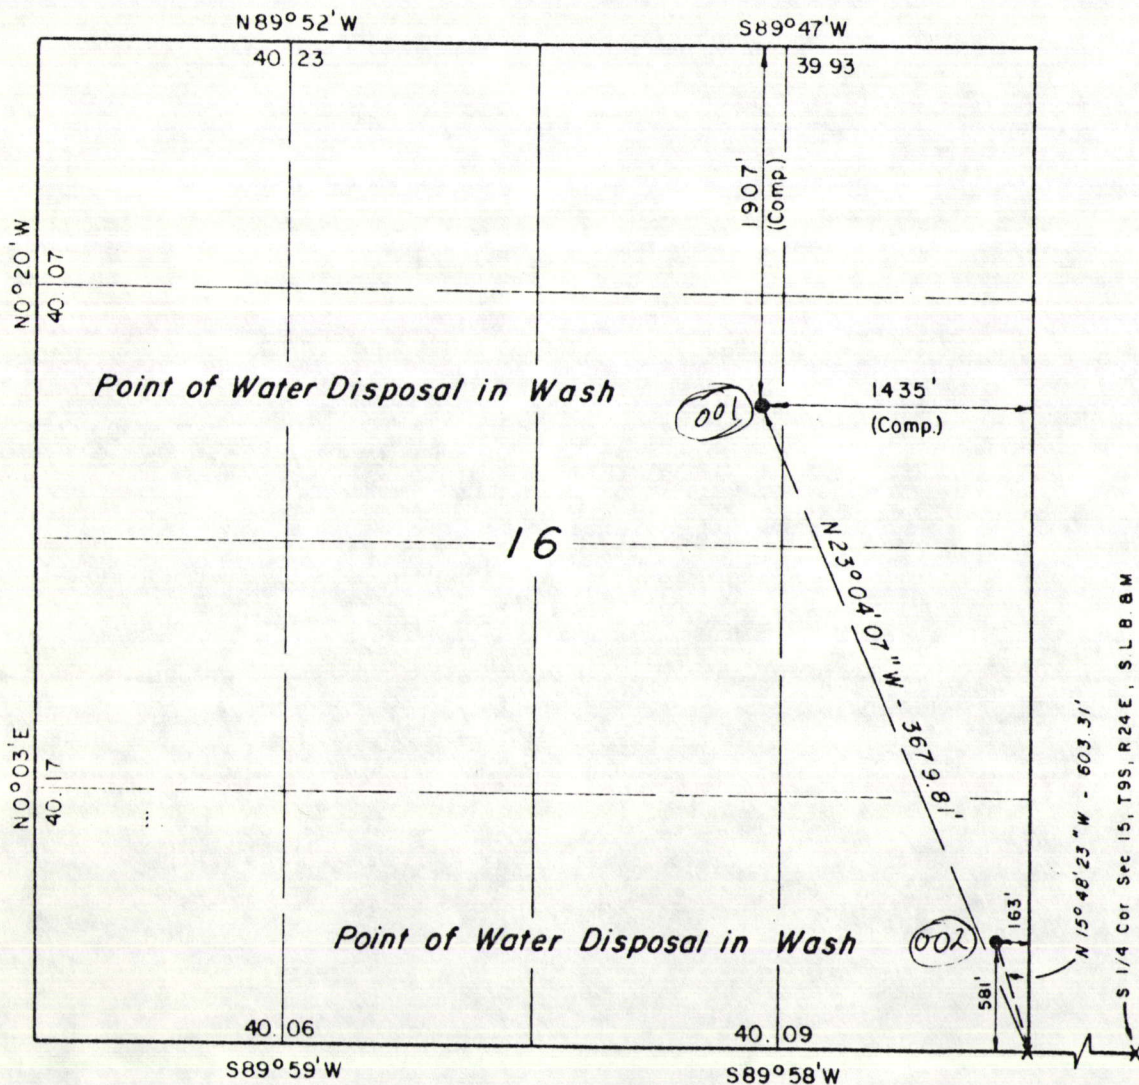 N89°52'W
S89°47'W
40.23
39 93
1907'
(Comp.)
N0°20'W
40.07
Point of Water Disposal in Wash
001
1435'
(Comp.)
16
N23°04'07"W 3679.81'
N0°03'E
40.17
N 15° 48' 23" W - 603.31'
S 1/4 Cor. Sec 15, T9S, R24E, S.L.B.&M
Point of Water Disposal in Wash
002
163'
581'
40.06
40.09
S89°59'W
S89°58'W